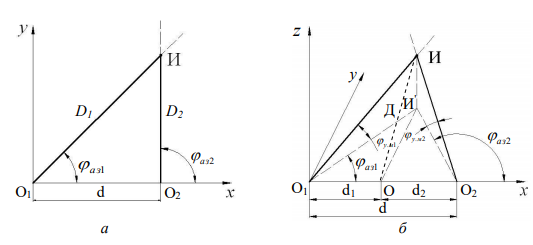 y
И
D₁
D₂
φаз1
φаз2
O₁
d
O₂
x
а
z
И
y
Д
И
φу.м1
φу.м2
φаз1
φаз2
O₁
d₁
O
d₂
O₂
x
d
б